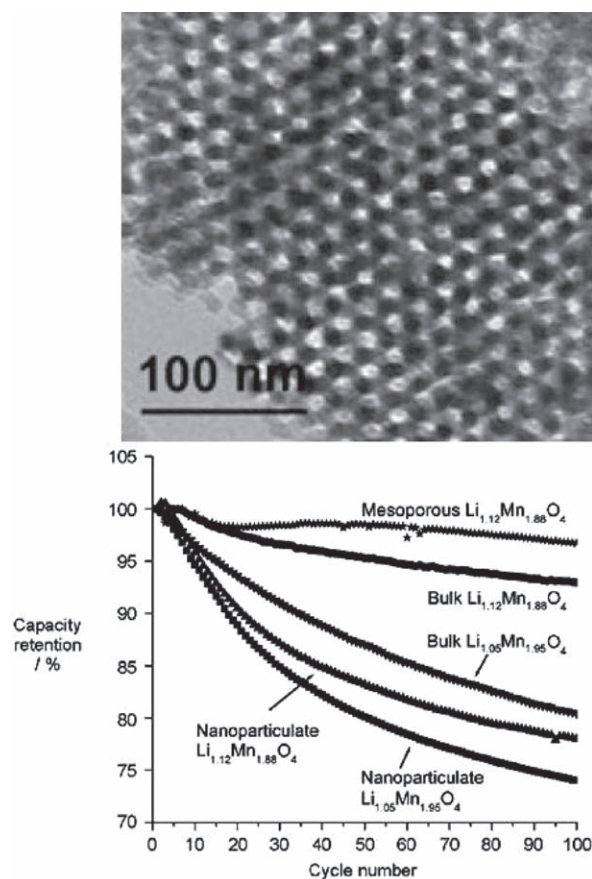 100 nm
105
100
95
90
85
80
75
70
Capacity
retention
/ %
Mesoporous Li1.12Mn1.88O4
Bulk Li1.12Mn1.88O4
Bulk Li1.05Mn1.95O4
Nanoparticulate
Li1.12Mn1.88O4
Nanoparticulate
Li1.05Mn1.95O4
0 10 20 30 40 50 60 70 80 90 100
Cycle number